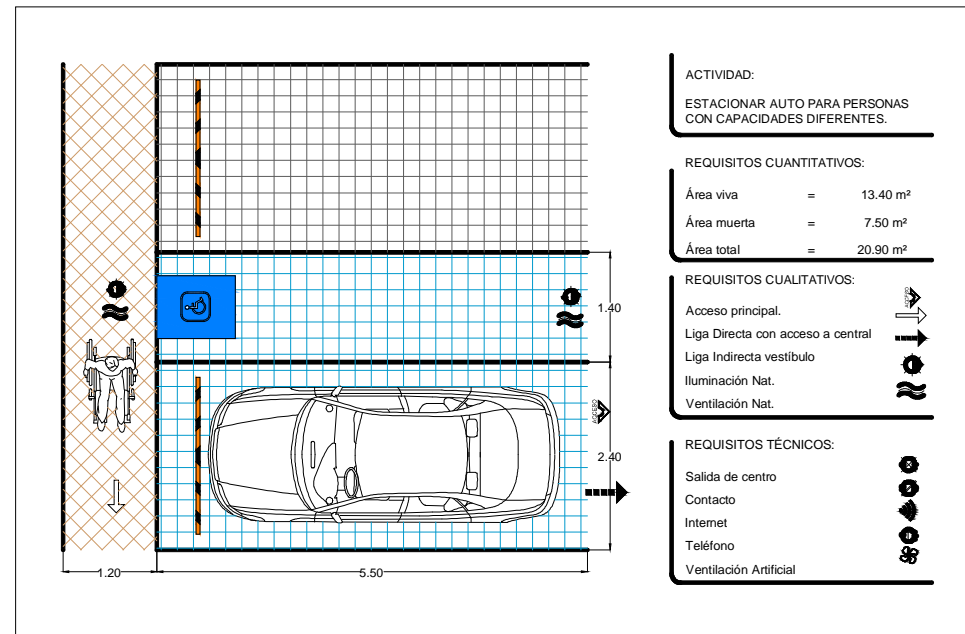 ACTIVIDAD:
ESTACIONAR AUTO PARA PERSONAS
CON CAPACIDADES DIFERENTES.
REQUISITOS CUANTITATIVOS:
Área viva = 13.40 m²
Área muerta = 7.50 m²
Área total = 20.90 m²
REQUISITOS CUALITATIVOS:
ACCESO
Acceso principal.
Liga Directa con acceso a central
Liga Indirecta vestíbulo
Iluminación Nat.
Ventilación Nat.
REQUISITOS TÉCNICOS:
Salida de centro
Contacto
Internet
Teléfono
Ventilación Artificial
1.40
ACCESO
2.40
1.20
5.50